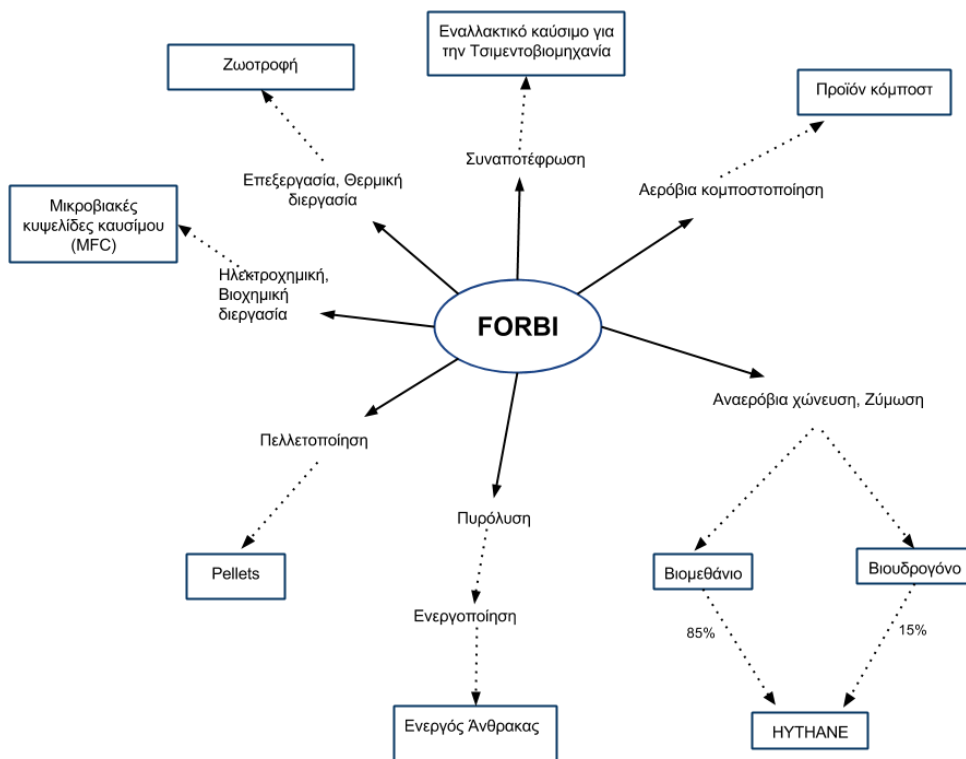 Εναλλακτικό καύσιμο για
την Τσιμεντοβιομηχανία
Ζωοτροφή
Προϊόν κόμποστ
Συναποτέφρωση
Επεξεργασία, Θερμική
διεργασία
Αερόβια κομποστοποίηση
Μικροβιακές
κυψελίδες καυσίμου
(MFC)
Ηλεκτροχημική,
Βιοχημική
διεργασία
FORBI
Αναερόβια χώνευση, Ζύμωση
Πελλετοποίηση
Πυρόλυση
Pellets
Βιομεθάνιο
Βιουδρογόνο
Ενεργοποίηση
85%
15%
Ενεργός Άνθρακας
HYTHANE